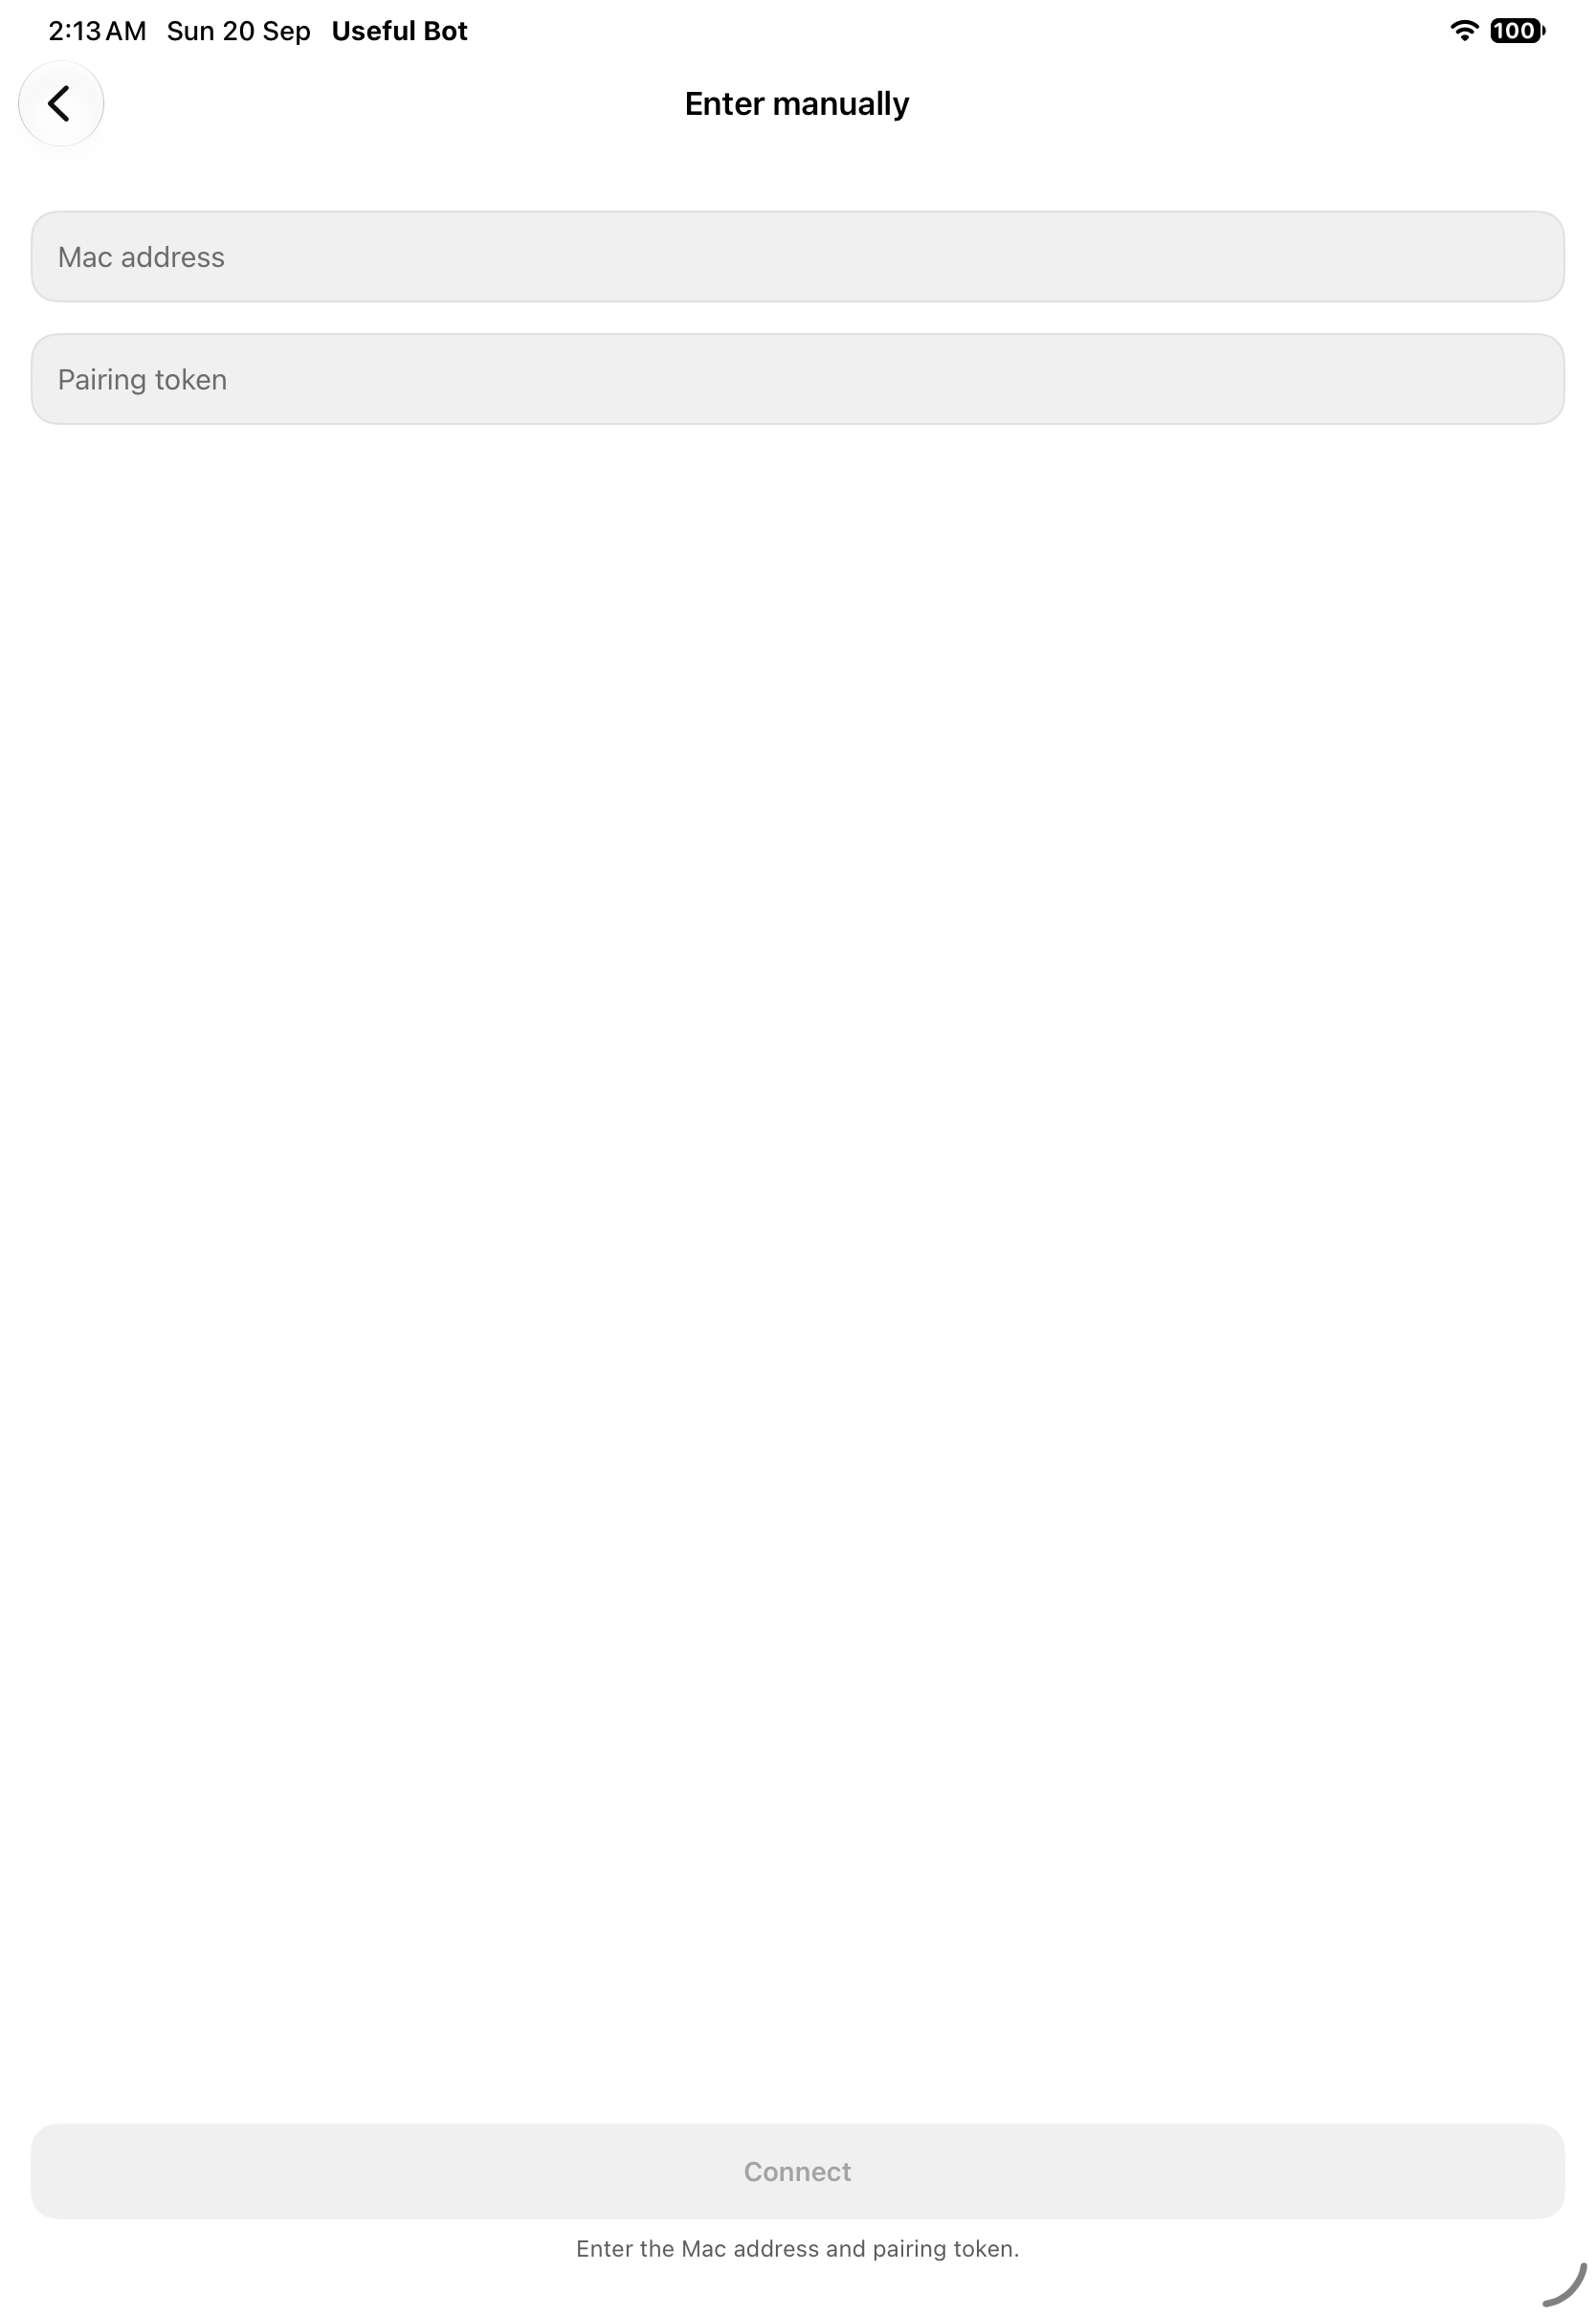 2:13 AM Sun 20 Sep Useful Bot 100
Enter manually
Mac address
Pairing token
Connect
Enter the Mac address and pairing token.